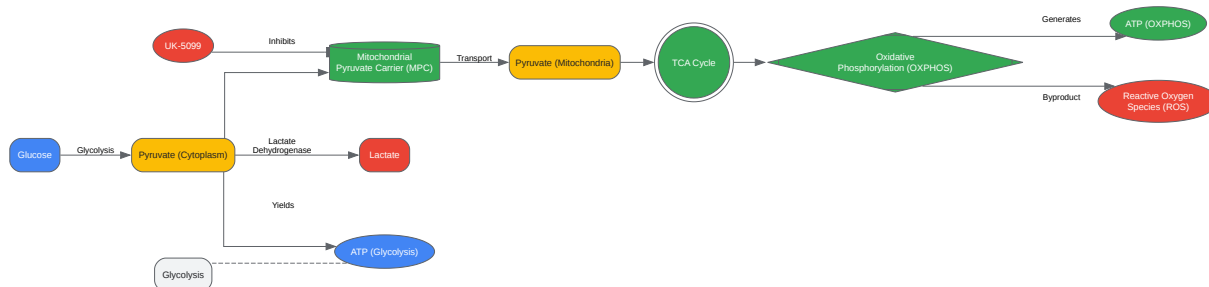 Generates
ATP (OXPHOS)
UK-5099
Inhibits
Mitochondrial
Pyruvate Carrier (MPC)
Transport
Pyruvate (Mitochondria)
TCA Cycle
Oxidative
Phosphorylation (OXPHOS)
Byproduct
Reactive Oxygen
Species (ROS)
Glucose
Glycolysis
Pyruvate (Cytoplasm)
Lactate
Dehydrogenase
Lactate
Yields
ATP (Glycolysis)
Glycolysis